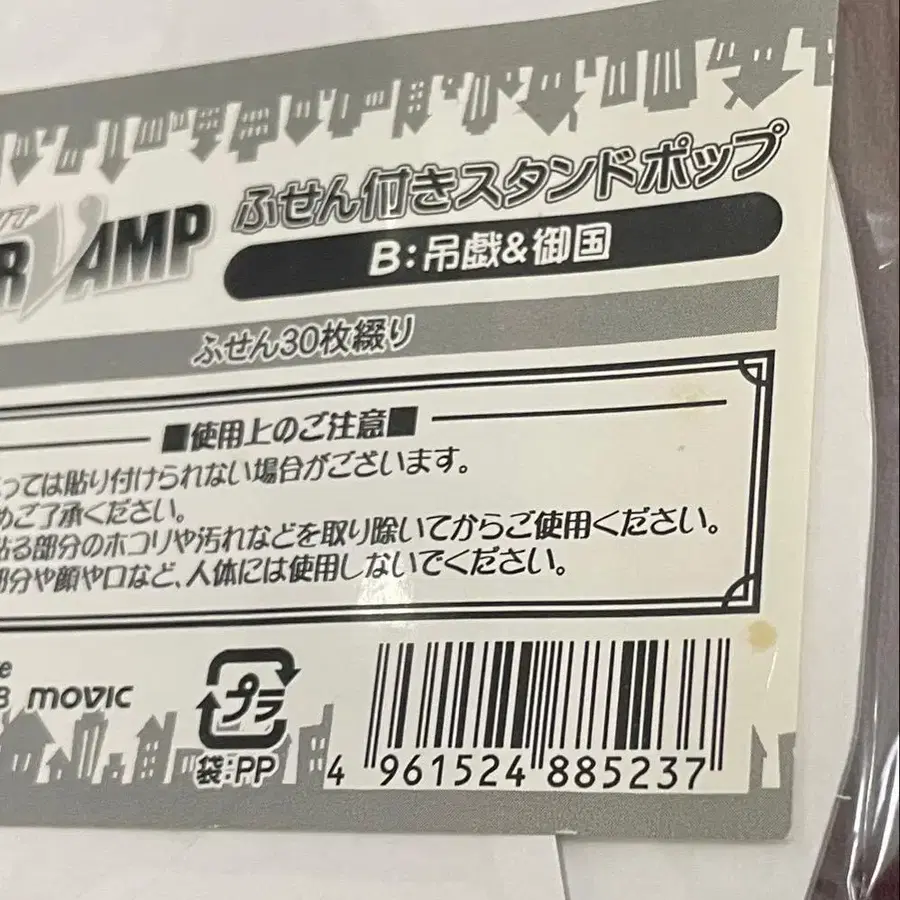 ふせん付きスタンドポップ
R VAMP
B:吊戯&御国
ふせん30枚綴り
■使用上のご注意■
っては貼り付けられない場合がございます。
めご了承ください。
貼る部分のホコリや汚れなどを取り除いてからご使用ください。
部分や顔や口など、人体には使用しないでください。
movic
プラ
袋:PP
4 961524 885237